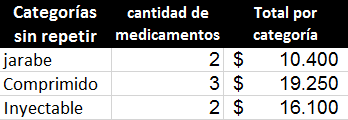 Categorías sin repetir cantidad de medicamentos Total por categoría
jarabe 2 $ 10.400
Comprimido 3 $ 19.250
Inyectable 2 $ 16.100